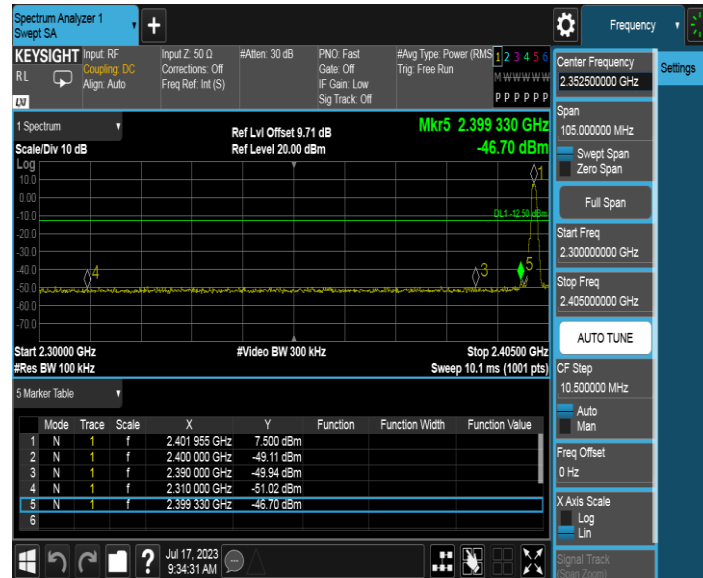 Spectrum Analyzer 1
Swept SA
Frequency
KEYSIGHT
RL
LXI
Input: RF
Coupling: DC
Align: Auto
Input Z: 50 Ω
Corrections: Off
Freq Ref: Int (S)
#Atten: 30 dB
PNO: Fast
Gate: Off
IF Gain: Low
Sig Track: Off
#Avg Type: Power (RMS
Trig: Free Run
1 2 3 4 5 6
M W W W W W
P P P P P P
Center Frequency
2.352500000 GHz
Settings
Span
105.000000 MHz
Swept Span
Zero Span
Full Span
Start Freq
2.300000000 GHz
Stop Freq
2.405000000 GHz
AUTO TUNE
CF Step
10.500000 MHz
Auto
Man
Freq Offset
0 Hz
X Axis Scale
Log
Lin
Signal Track
(Span Zoom)
1 Spectrum
Scale/Div 10 dB
Ref Lvl Offset 9.71 dB
Ref Level 20.00 dBm
Mkr5 2.399 330 GHz
-46.70 dBm
Log
10.0
0.00
-10.0
-20.0
-30.0
-40.0
-50.0
-60.0
-70.0
1
DL1 -12.50 dBm
4
3
5
Start 2.30000 GHz
#Video BW 300 kHz
Stop 2.40500 GHz
#Res BW 100 kHz
Sweep 10.1 ms (1001 pts)
5 Marker Table
Mode Trace Scale X Y Function Function Width Function Value
1 N 1 f 2.401 955 GHz 7.500 dBm
2 N 1 f 2.400 000 GHz -49.11 dBm
3 N 1 f 2.390 000 GHz -49.94 dBm
4 N 1 f 2.310 000 GHz -51.02 dBm
5 N 1 f 2.399 330 GHz -46.70 dBm
6
?
Jul 17, 2023
9:34:31 AM